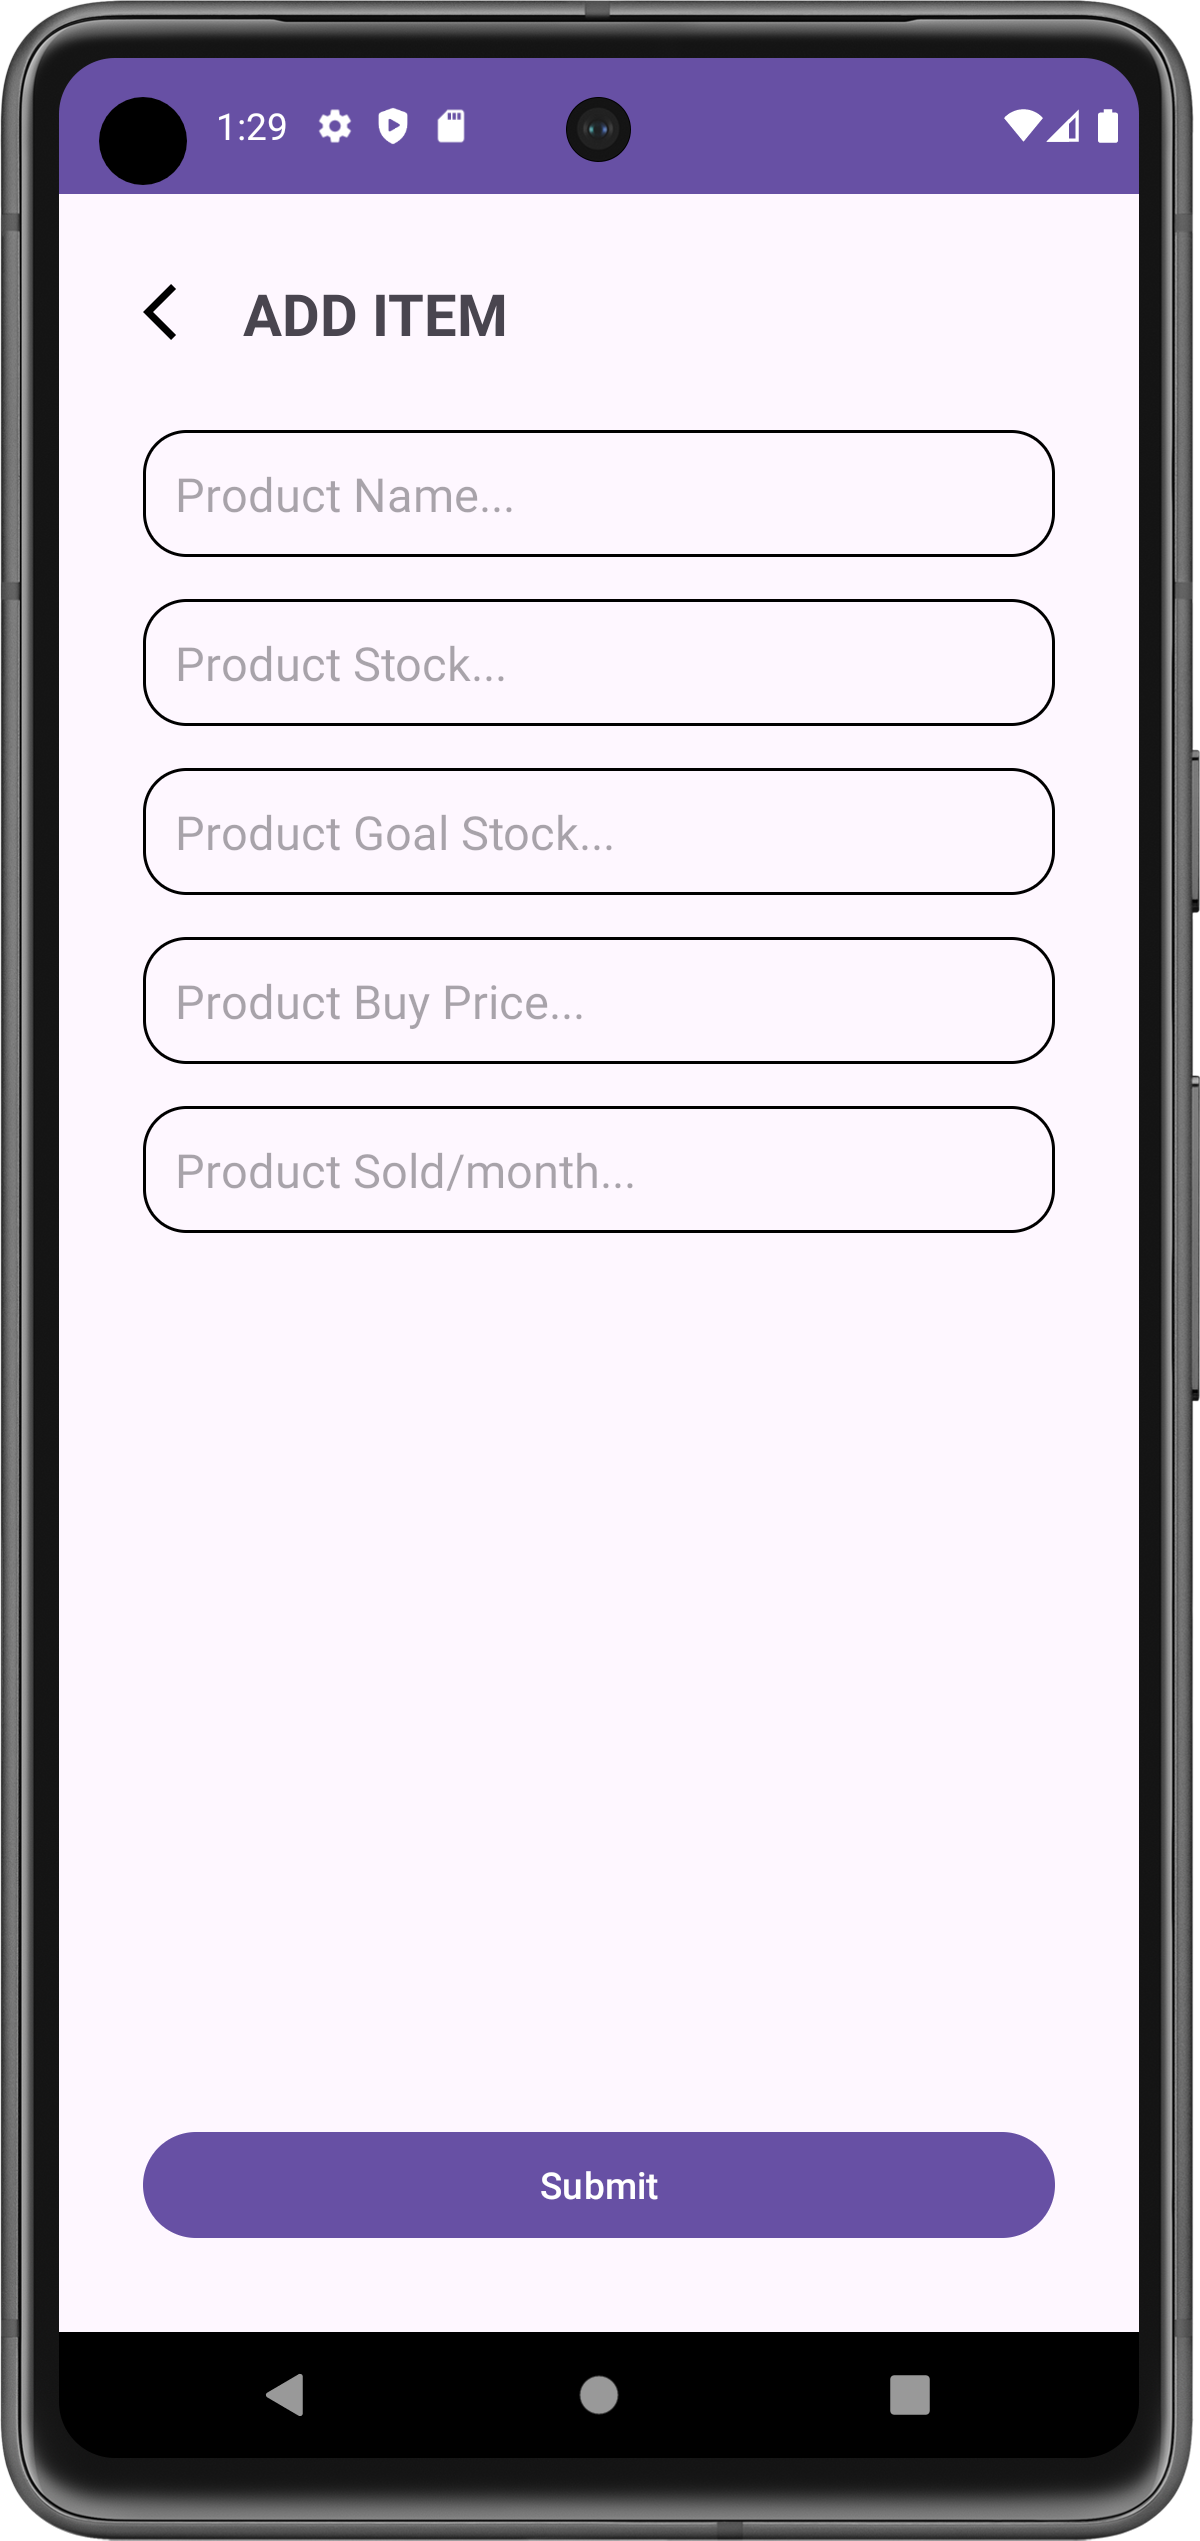 1:29
ADD ITEM
Product Name...
Product Stock...
Product Goal Stock...
Product Buy Price...
Product Sold/month...
Submit